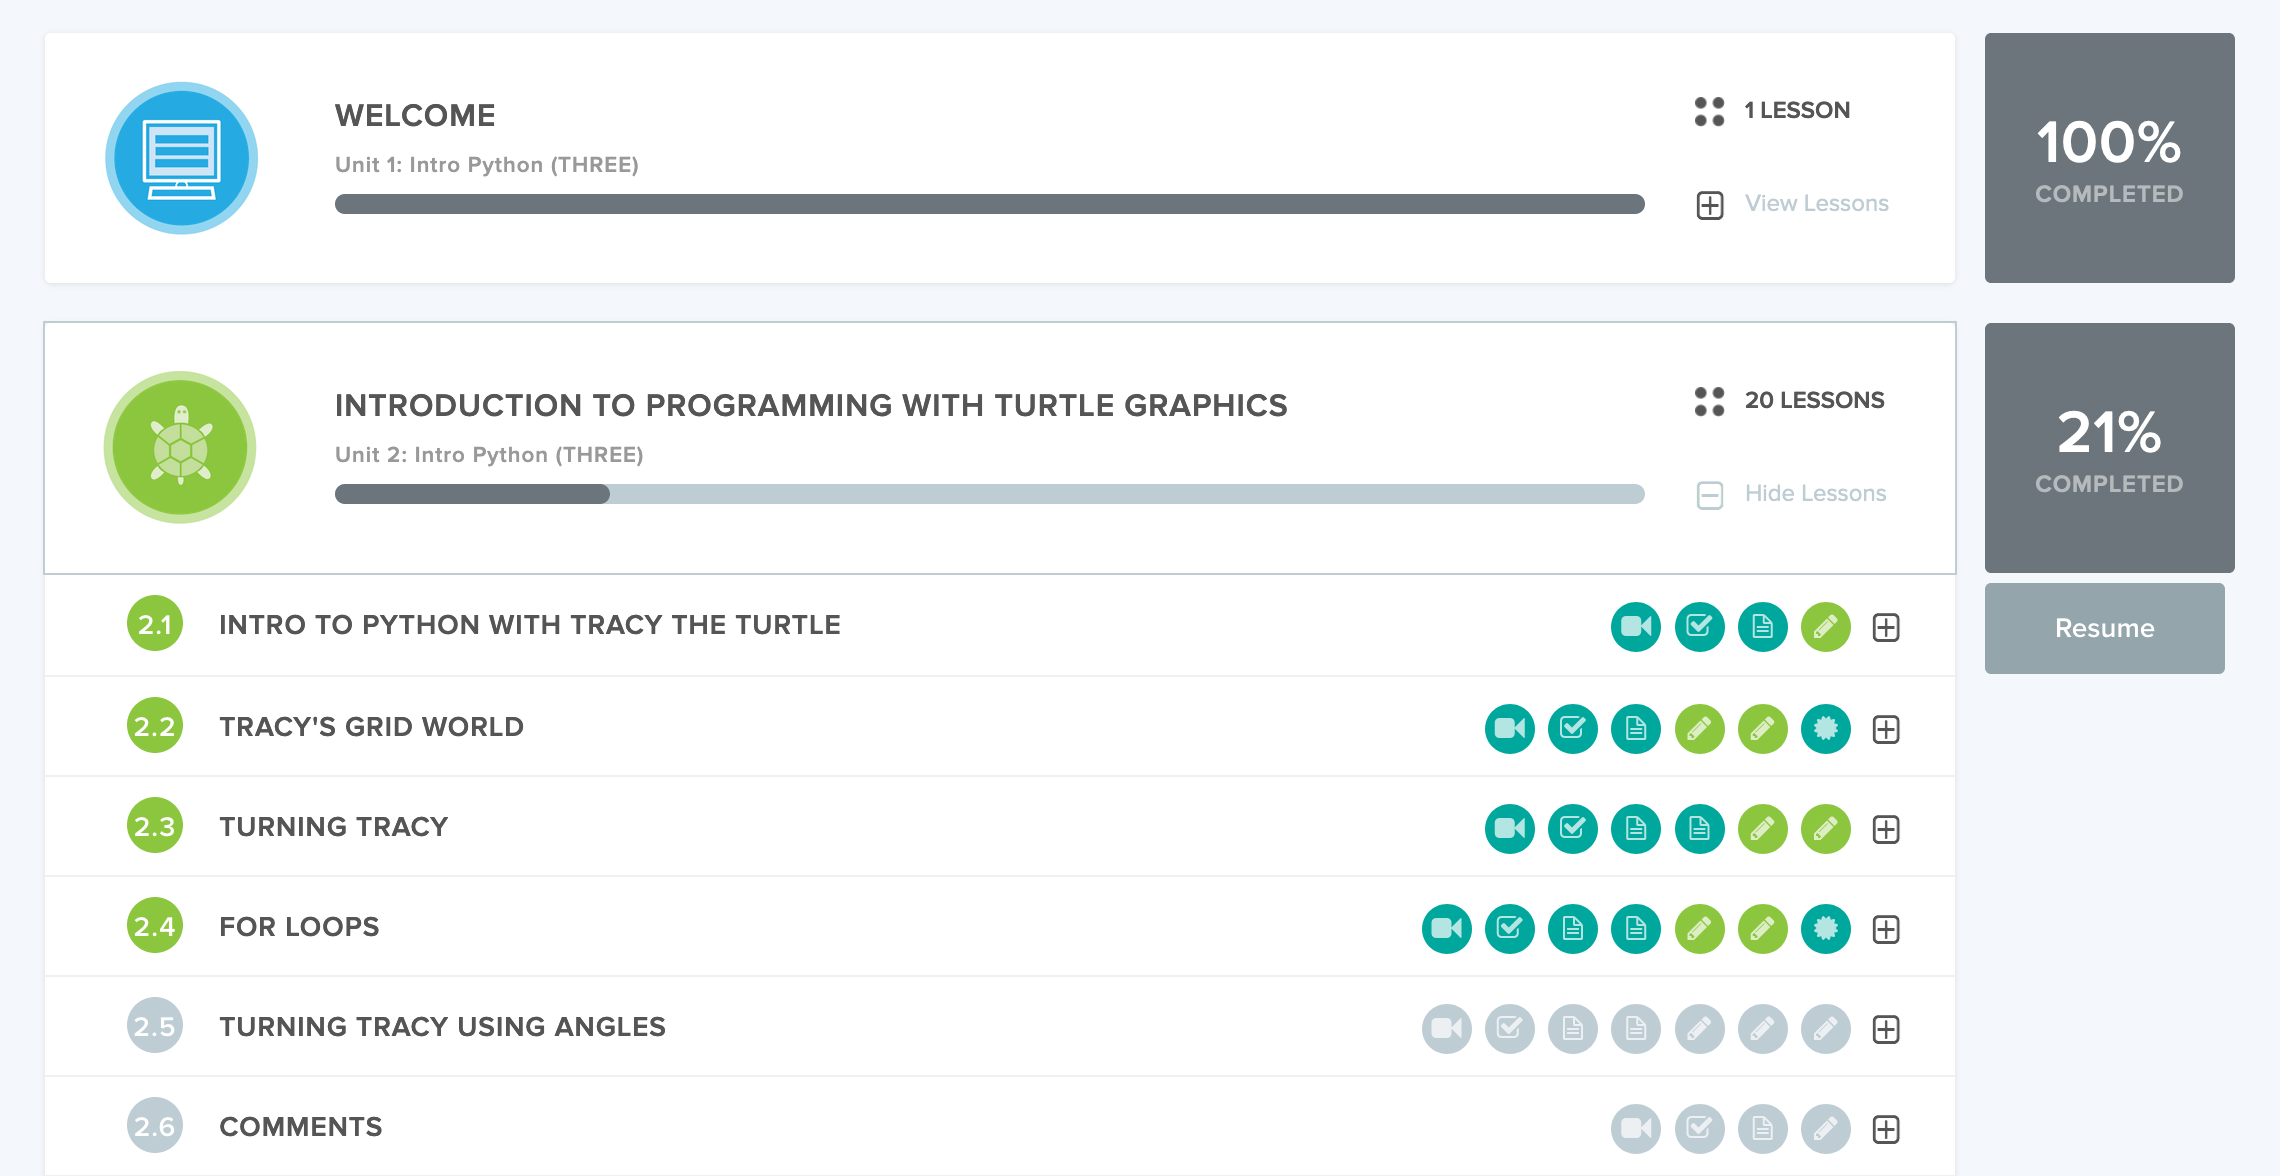 WELCOME
Unit 1: Intro Python (THREE)
1 LESSON
View Lessons
100%
COMPLETED
INTRODUCTION TO PROGRAMMING WITH TURTLE GRAPHICS
Unit 2: Intro Python (THREE)
20 LESSONS
Hide Lessons
21%
COMPLETED
Resume
2.1 INTRO TO PYTHON WITH TRACY THE TURTLE
2.2 TRACY'S GRID WORLD
2.3 TURNING TRACY
2.4 FOR LOOPS
2.5 TURNING TRACY USING ANGLES
2.6 COMMENTS